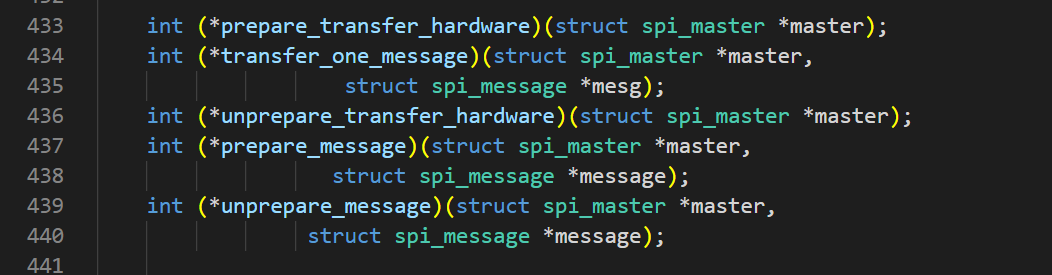 433 int (*prepare_transfer_hardware)(struct spi_master *master);
434 int (*transfer_one_message)(struct spi_master *master,
435 struct spi_message *mesg);
436 int (*unprepare_transfer_hardware)(struct spi_master *master);
437 int (*prepare_message)(struct spi_master *master,
438 struct spi_message *message);
439 int (*unprepare_message)(struct spi_master *master,
440 struct spi_message *message);
441